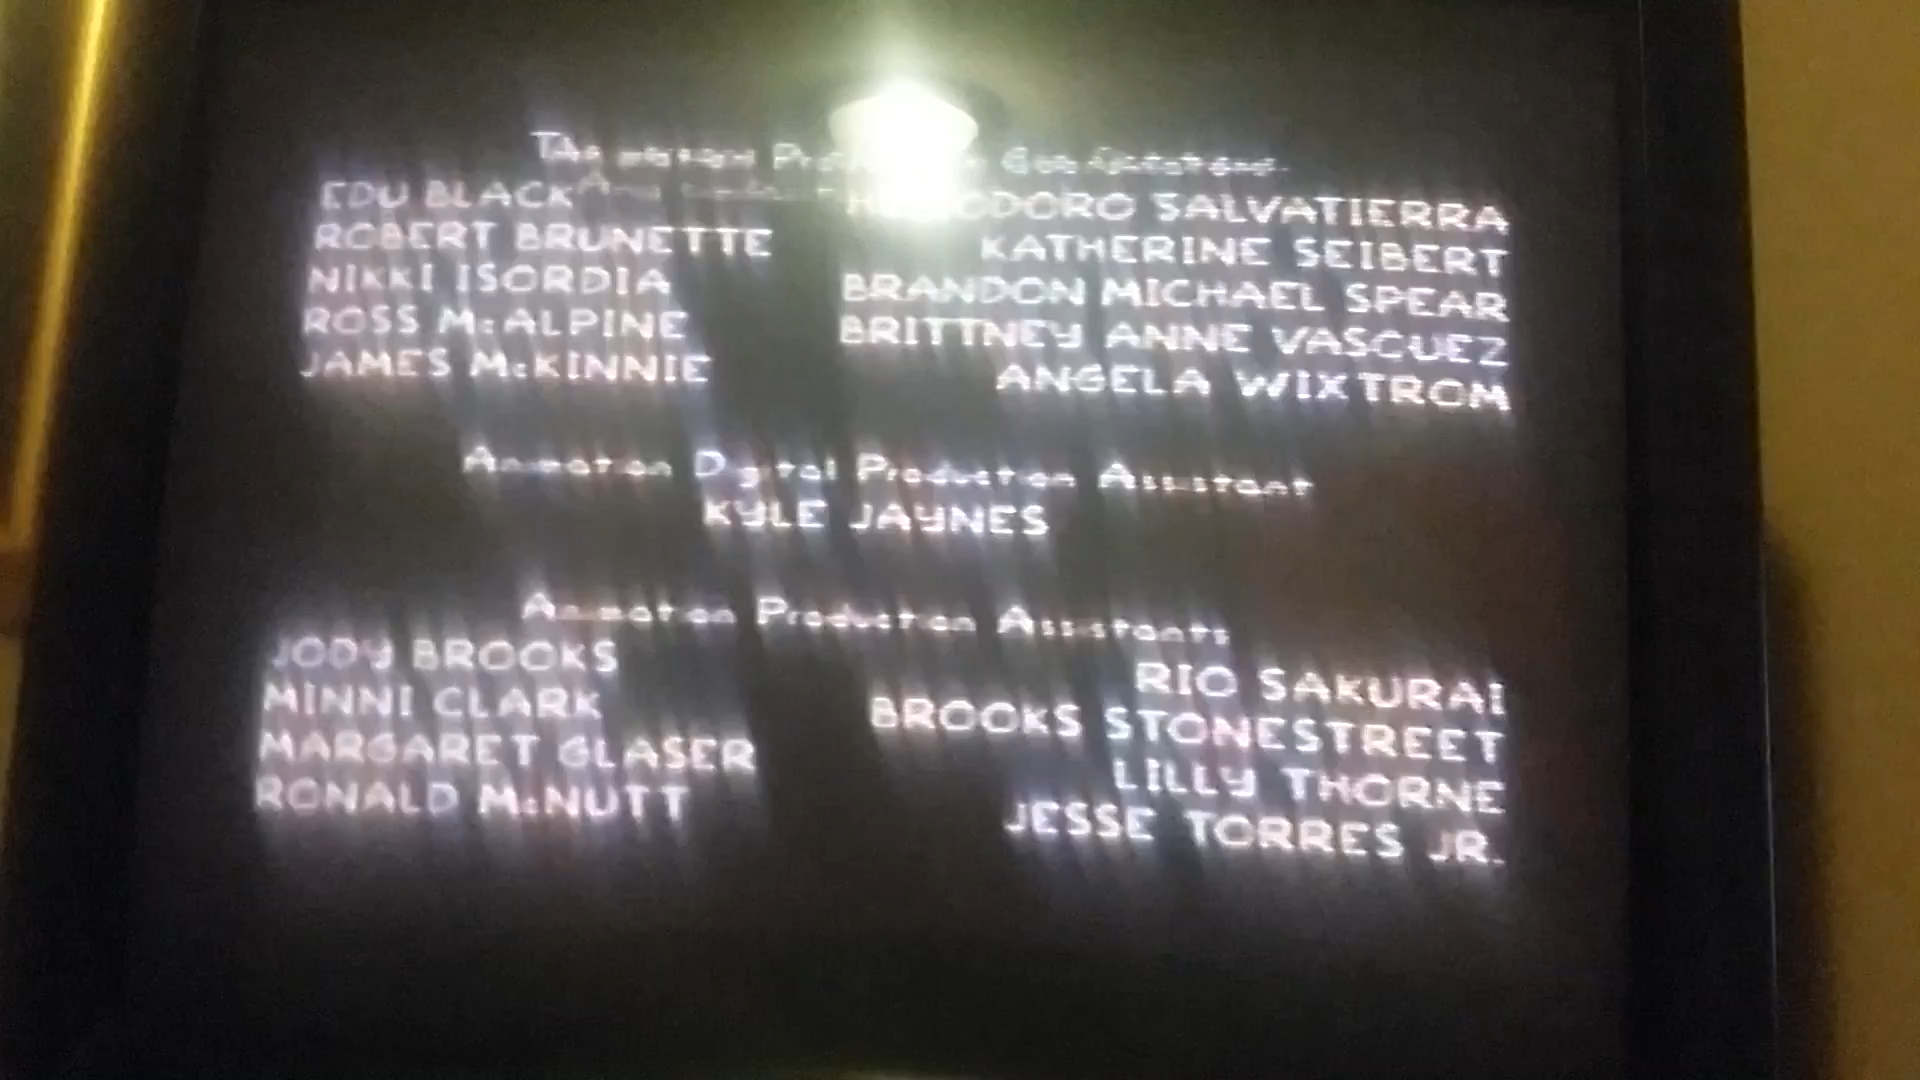 EDU BLACK
SALVATIERRA
ROBERT BRUNETTE
KATHERINE SEIBERT
NIKKI ISORDIA
BRANDON MICHAEL SPEAR
ROSS McALPINE
BRITTNEY ANNE VASQUEZ
JAMES McKINNIE
ANGELA WIXTROM
Animation Digital Production Assistant
KYLE JAYNES
Animation Production Assistants
JODY BROOKS
RIO SAKURAI
MINNI CLARK
BROOKS STONESTREET
MARGARET GLASER
LILLY THORNE
RONALD McNUTT
JESSE TORRES JR.